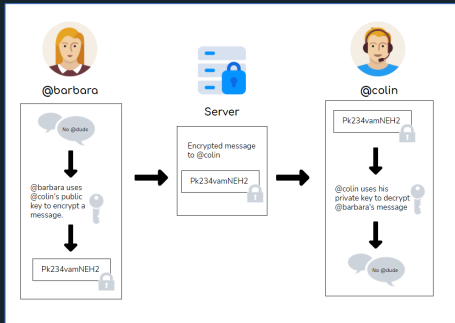 @barbara
No @dude
@barbara uses
@colin's public
key to encrypt a
message.
Pk234vamNEH2
Server
Encrypted message
to @colin
Pk234vamNEH2
@colin
Pk234vamNEH2
@colin uses his
private key to decrypt
@barbara's message
No @dude